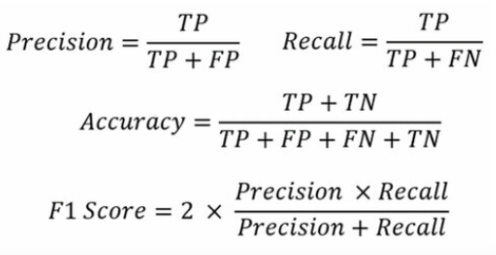 Precision = TP / TP + FP    Recall = TP / TP + FN
Accuracy = TP + TN / TP + FP + FN + TN
F1 Score = 2 × Precision × Recall / Precision + Recall